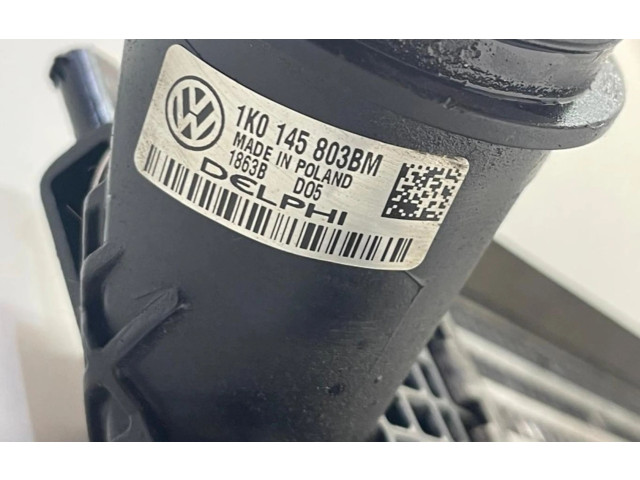 1K0 145 803BM
MADE IN POLAND
1863B D05
DELPHI